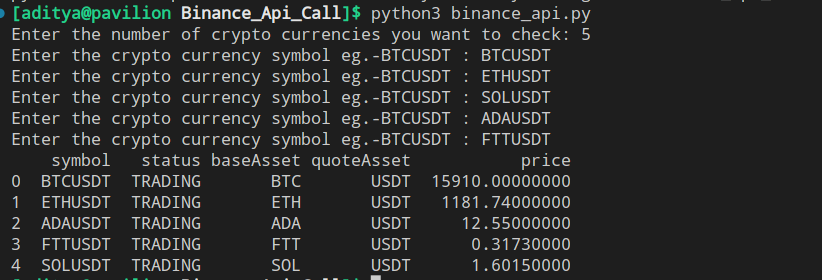 [aditya@pavilion Binance_Api_Call]$ python3 binance_api.py
Enter the number of crypto currencies you want to check: 5
Enter the crypto currency symbol eg.-BTCUSDT : BTCUSDT
Enter the crypto currency symbol eg.-BTCUSDT : ETHUSDT
Enter the crypto currency symbol eg.-BTCUSDT : SOLUSDT
Enter the crypto currency symbol eg.-BTCUSDT : ADAUSDT
Enter the crypto currency symbol eg.-BTCUSDT : FTTUSDT
symbol status baseAsset quoteAsset price
0 BTCUSDT TRADING BTC USDT 15910.00000000
1 ETHUSDT TRADING ETH USDT 1181.74000000
2 ADAUSDT TRADING ADA USDT 12.55000000
3 FTTUSDT TRADING FTT USDT 0.31730000
4 SOLUSDT TRADING SOL USDT 1.60150000